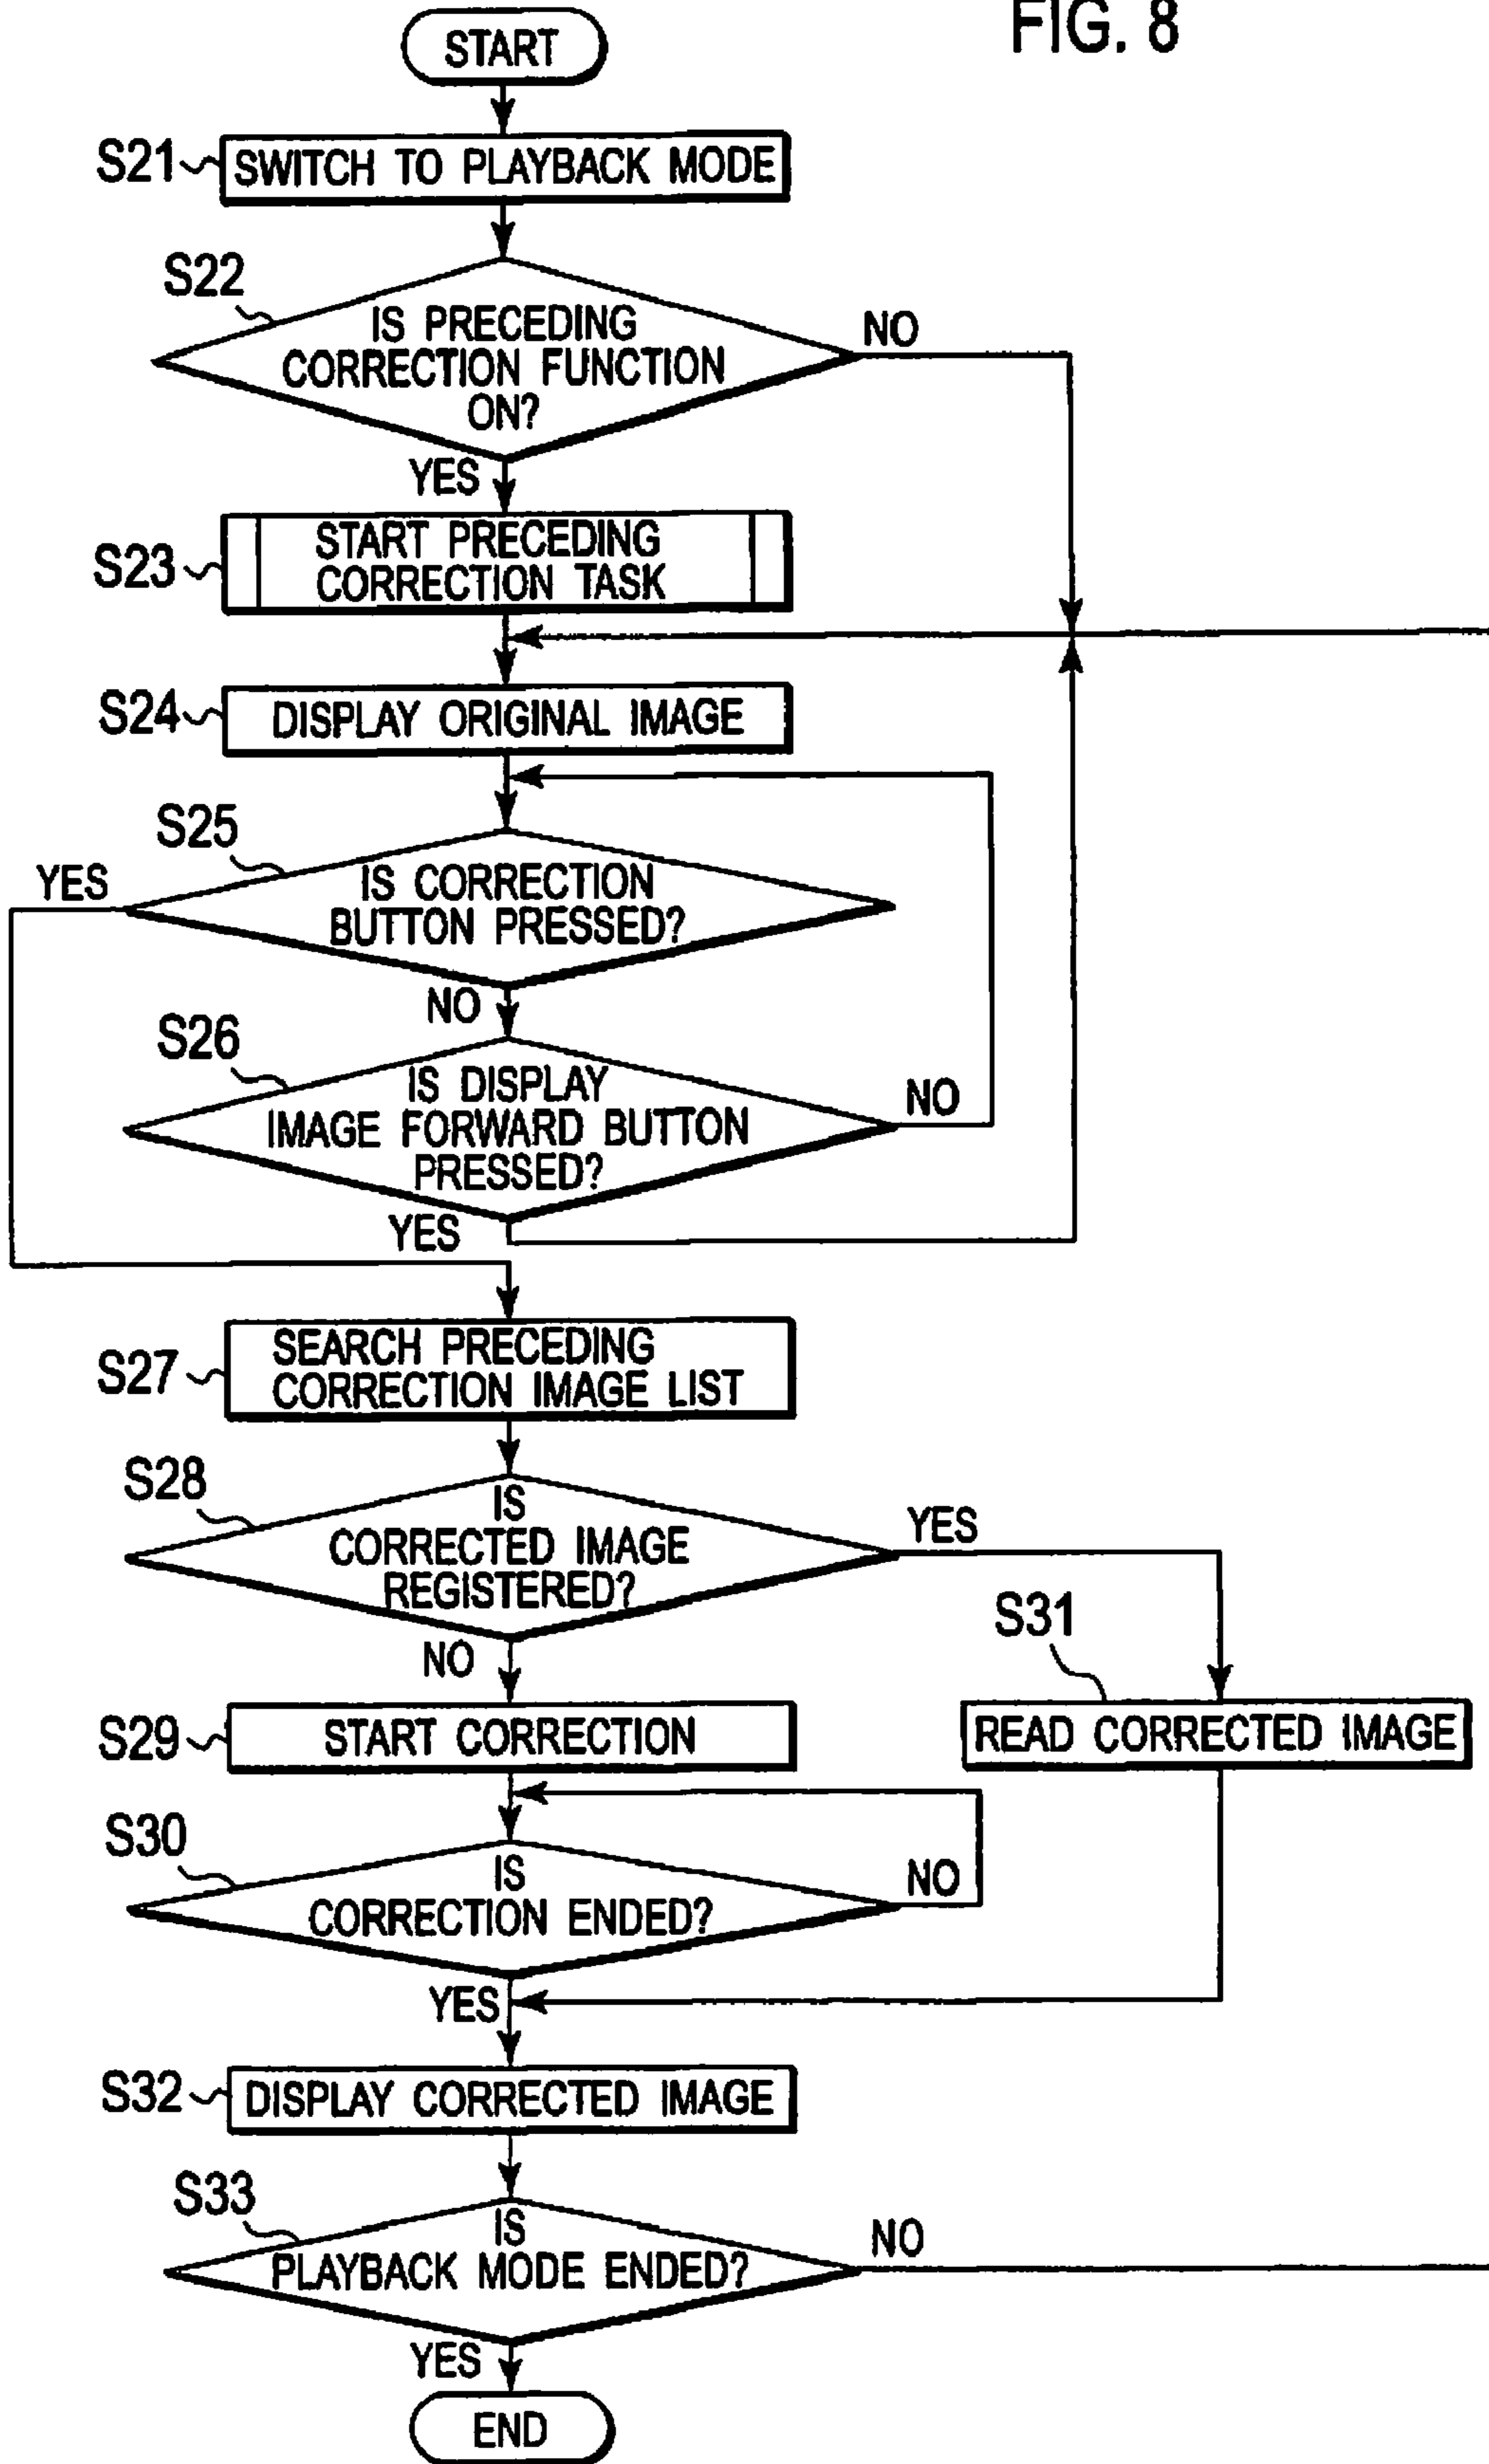 FIG. 8
START
S21
SWITCH TO PLAYBACK MODE
S22
IS PRECEDING
CORRECTION FUNCTION
ON?
NO
YES
S23
START PRECEDING
CORRECTION TASK
S24
DISPLAY ORIGINAL IMAGE
S25
YES
IS CORRECTION
BUTTON PRESSED?
NO
S26
IS DISPLAY
IMAGE FORWARD BUTTON
PRESSED?
NO
YES
S27
SEARCH PRECEDING
CORRECTION IMAGE LIST
S28
IS
CORRECTED IMAGE
REGISTERED?
YES
NO
S31
READ CORRECTED IMAGE
S29
START CORRECTION
S30
IS
CORRECTION ENDED?
NO
YES
S32
DISPLAY CORRECTED IMAGE
S33
IS
PLAYBACK MODE ENDED?
NO
YES
END